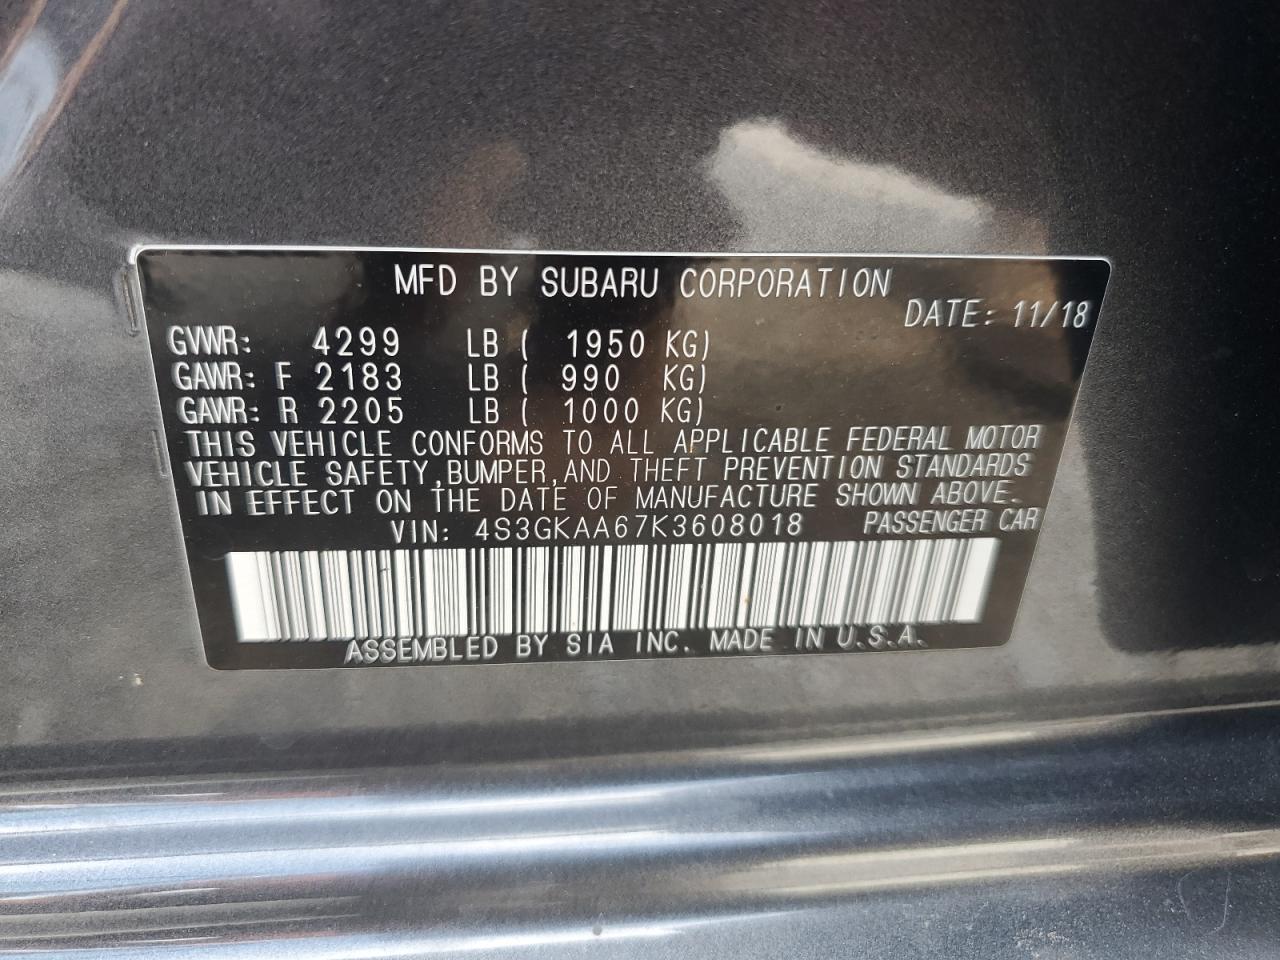 MFD BY SUBARU CORPORATION
DATE: 11/18
GVWR: 4299 LB ( 1950 KG)
GAWR: F 2183 LB ( 990 KG)
GAWR: R 2205 LB ( 1000 KG)
THIS VEHICLE CONFORMS TO ALL APPLICABLE FEDERAL MOTOR
VEHICLE SAFETY,BUMPER,AND THEFT PREVENTION STANDARDS
IN EFFECT ON THE DATE OF MANUFACTURE SHOWN ABOVE.
VIN: 4S3GKAA67K3608018 PASSENGER CAR
ASSEMBLED BY SIA INC. MADE IN U.S.A.